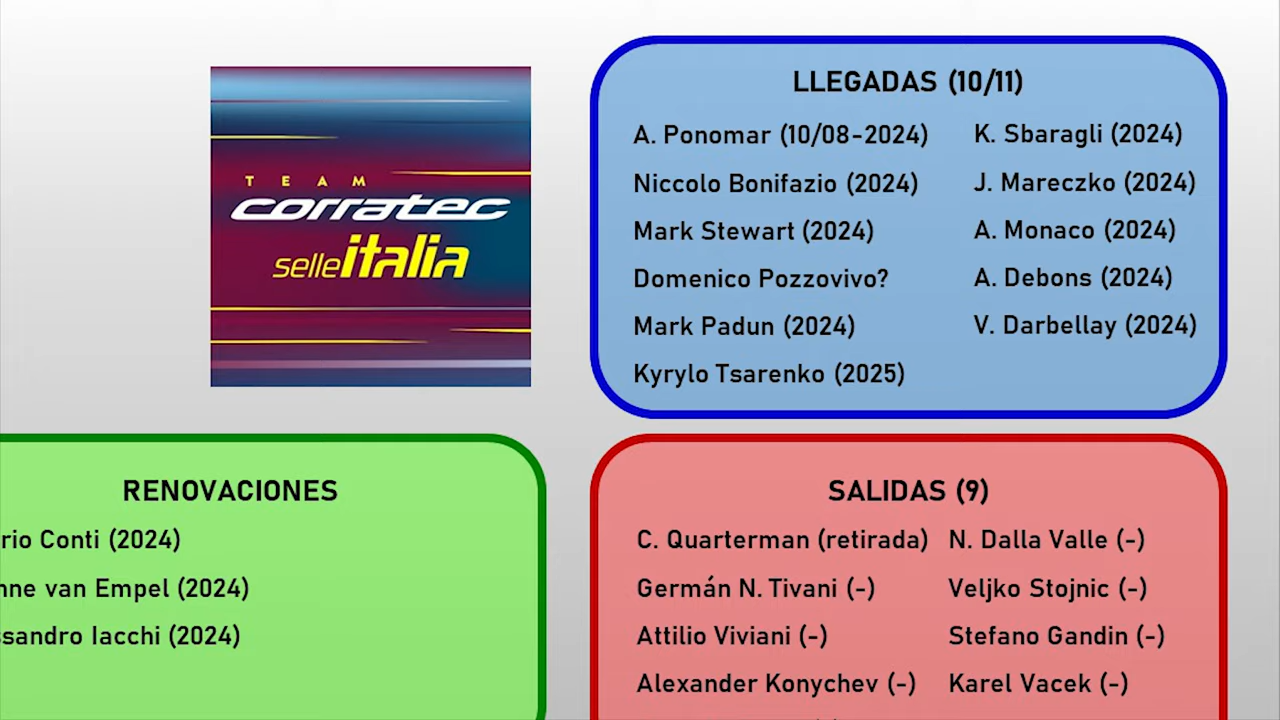 TEAM
corratec
selleitalia
LLEGADAS (10/11)
A. Ponomar (10/08-2024)
Niccolo Bonifazio (2024)
Mark Stewart (2024)
Domenico Pozzovivo?
Mark Padun (2024)
Kyrylo Tsarenko (2025)
K. Sbaragli (2024)
J. Mareczko (2024)
A. Monaco (2024)
A. Debons (2024)
V. Darbellay (2024)
RENOVACIONES
rio Conti (2024)
nne van Empel (2024)
ssandro Iacchi (2024)
SALIDAS (9)
C. Quarterman (retirada)
Germán N. Tivani (-)
Attilio Viviani (-)
Alexander Konychev (-)
N. Dalla Valle (-)
Veljko Stojnic (-)
Stefano Gandin (-)
Karel Vacek (-)